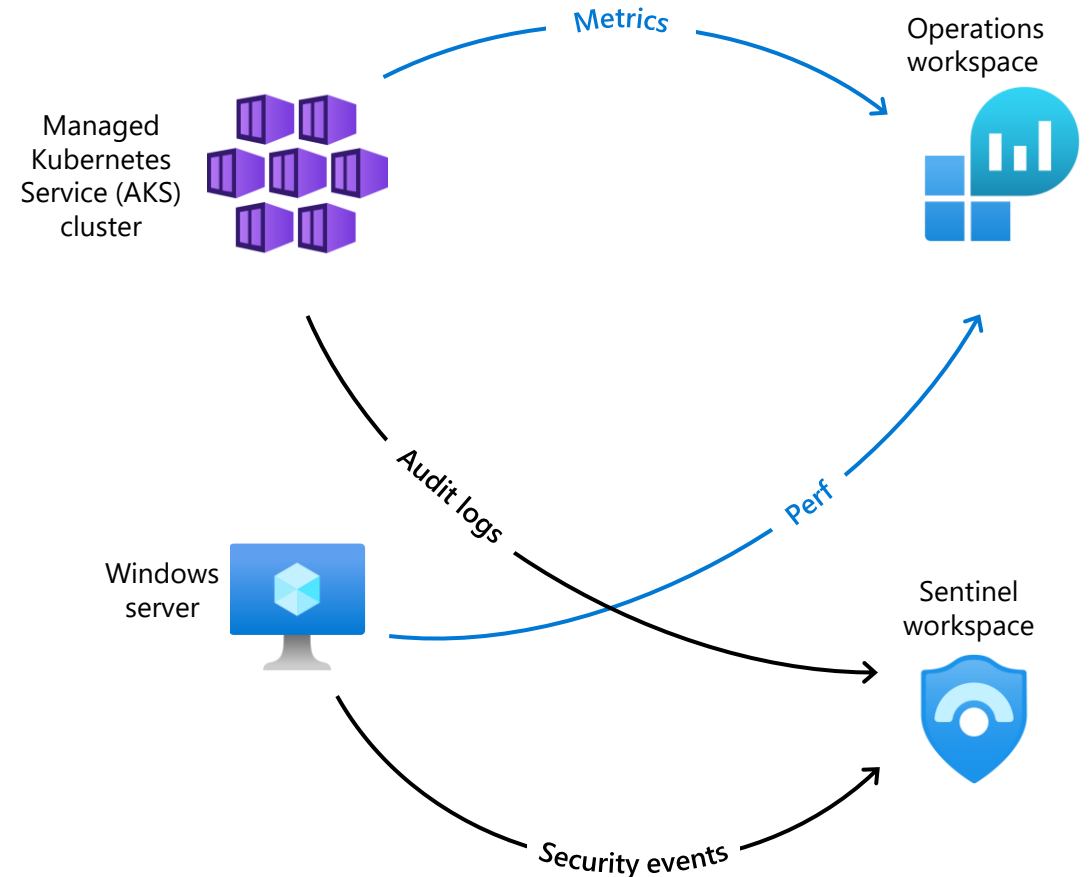 Metrics
Operations
workspace
Managed
Kubernetes
Service (AKS)
cluster
Audit logs
Perf
Windows
server
Sentinel
workspace
Security events